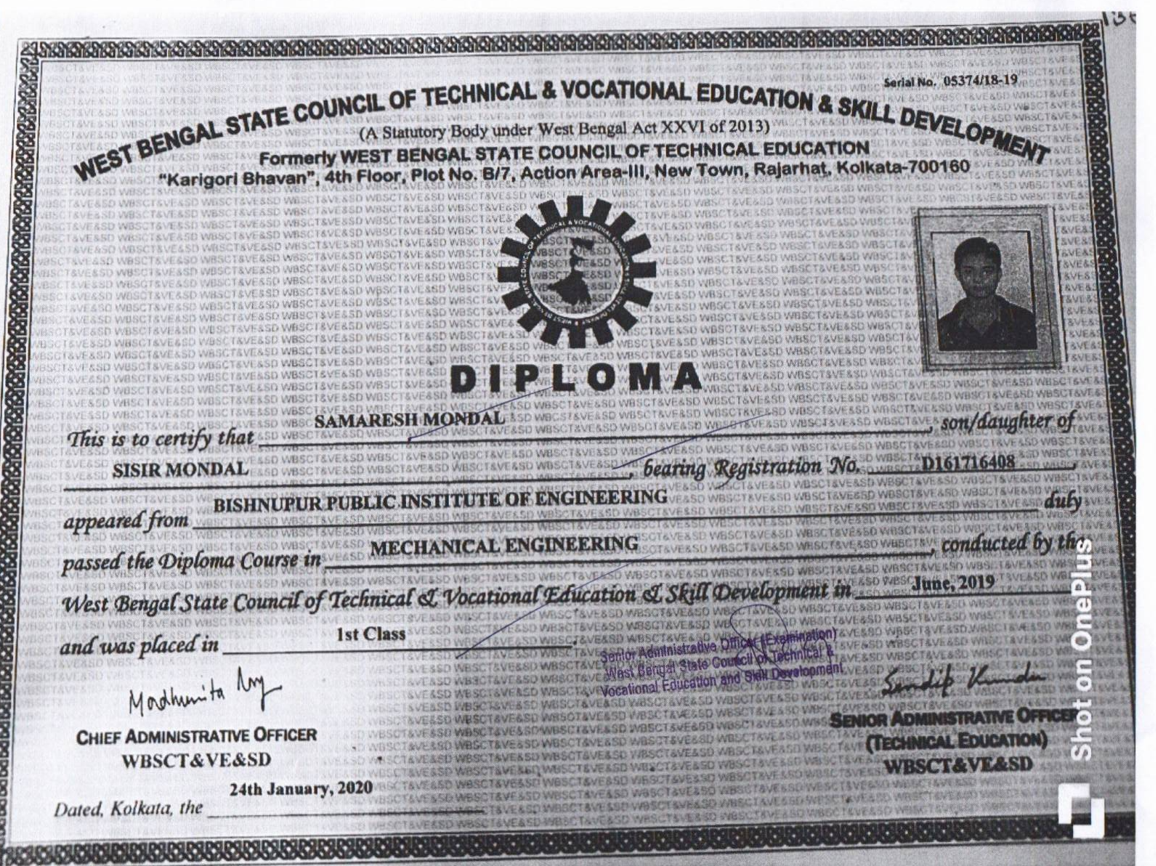 Serial No. 05374/18-19
WEST BENGAL STATE COUNCIL OF TECHNICAL & VOCATIONAL EDUCATION & SKILL DEVELOPMENT
(A Statutory Body under West Bengal Act XXVI of 2013)
Formerly WEST BENGAL STATE COUNCIL OF TECHNICAL EDUCATION
"Karigori Bhavan", 4th Floor, Plot No. B/7, Action Area-III, New Town, Rajarhat, Kolkata-700160
DIPLOMA
This is to certify that SAMARESH MONDAL, son/daughter of
SISIR MONDAL, bearing Registration No. D161716408,
appeared from BISHNUPUR PUBLIC INSTITUTE OF ENGINEERING duly
passed the Diploma Course in MECHANICAL ENGINEERING, conducted by the
West Bengal State Council of Technical & Vocational Education & Skill Development in June, 2019
and was placed in 1st Class
Senior Administrative Officer (Examination)
West Bengal State Council of Technical &
Vocational Education and Skill Development
Sandip Kundu
CHIEF ADMINISTRATIVE OFFICER
WBSCT&VE&SD
SENIOR ADMINISTRATIVE OFFICER
(TECHNICAL EDUCATION)
WBSCT&VE&SD
Dated, Kolkata, the 24th January, 2020
Shot on OnePlus